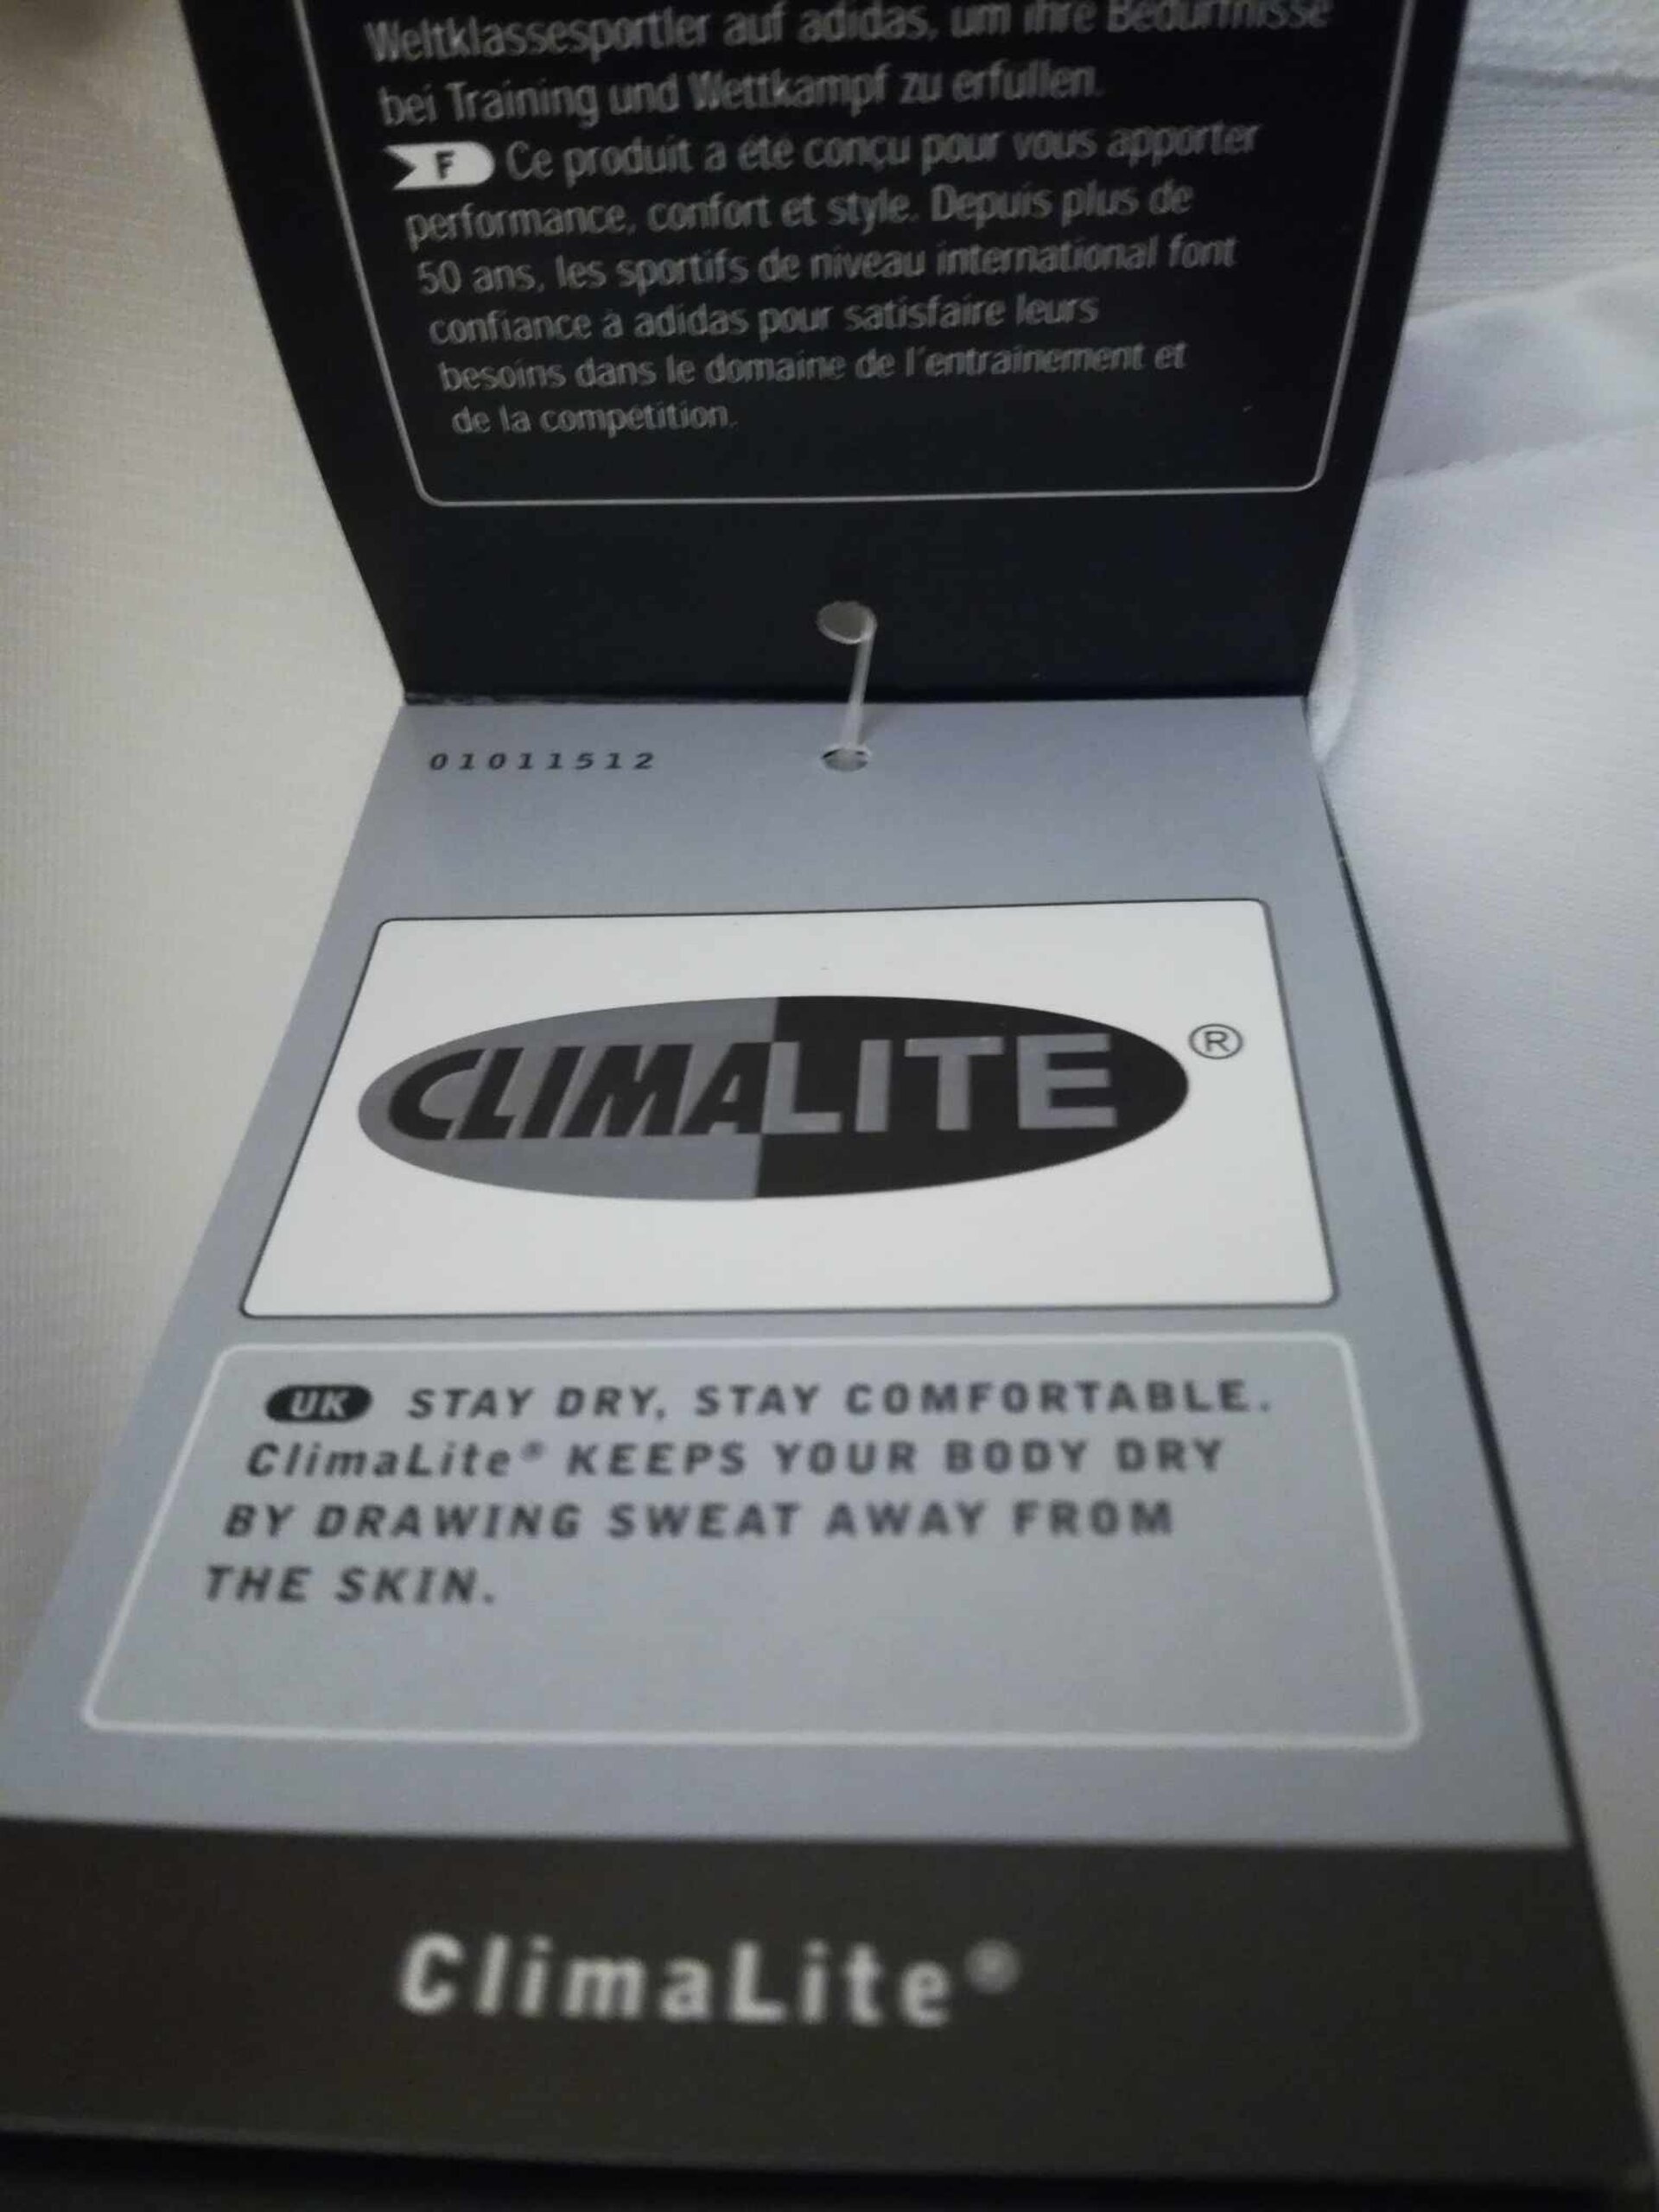 Weltklassesportler auf adidas, um ihre Bedürfnisse
bei Training und Wettkampf zu erfüllen.
F Ce produit a été conçu pour vous apporter
performance, confort et style. Depuis plus de
50 ans, les sportifs de niveau international font
confiance à adidas pour satisfaire leurs
besoins dans le domaine de l'entraînement et
de la compétition.
01011512
CLIMALITE ®
UK STAY DRY, STAY COMFORTABLE.
ClimaLite® KEEPS YOUR BODY DRY
BY DRAWING SWEAT AWAY FROM
THE SKIN.
ClimaLite®